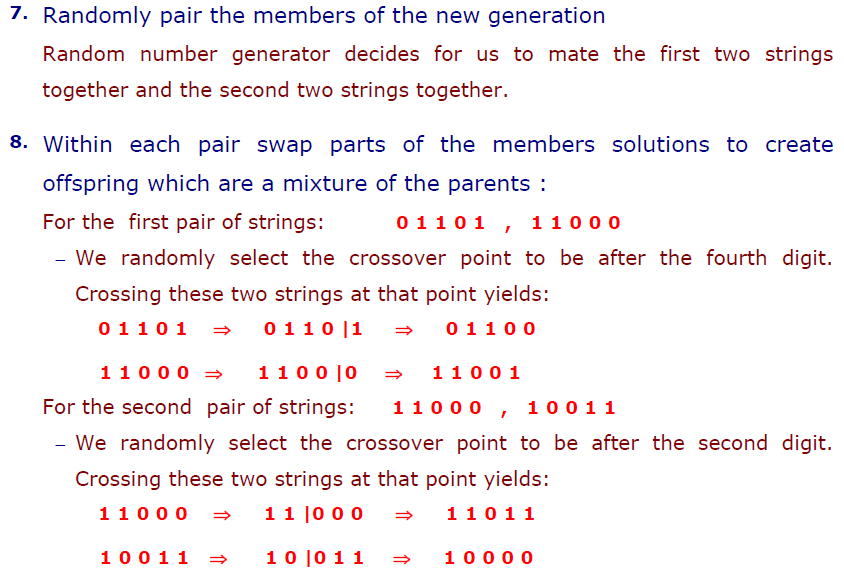 7. Randomly pair the members of the new generation
Random number generator decides for us to mate the first two strings
together and the second two strings together.
8. Within each pair swap parts of the members solutions to create
offspring which are a mixture of the parents :
For the first pair of strings: 0 1 1 0 1 , 1 1 0 0 0
– We randomly select the crossover point to be after the fourth digit.
Crossing these two strings at that point yields:
0 1 1 0 1 ⇒ 0 1 1 0 |1 ⇒ 0 1 1 0 0
1 1 0 0 0 ⇒ 1 1 0 0 |0 ⇒ 1 1 0 0 1
For the second pair of strings: 1 1 0 0 0 , 1 0 0 1 1
– We randomly select the crossover point to be after the second digit.
Crossing these two strings at that point yields:
1 1 0 0 0 ⇒ 1 1 |0 0 0 ⇒ 1 1 0 1 1
1 0 0 1 1 ⇒ 1 0 |0 1 1 ⇒ 1 0 0 0 0